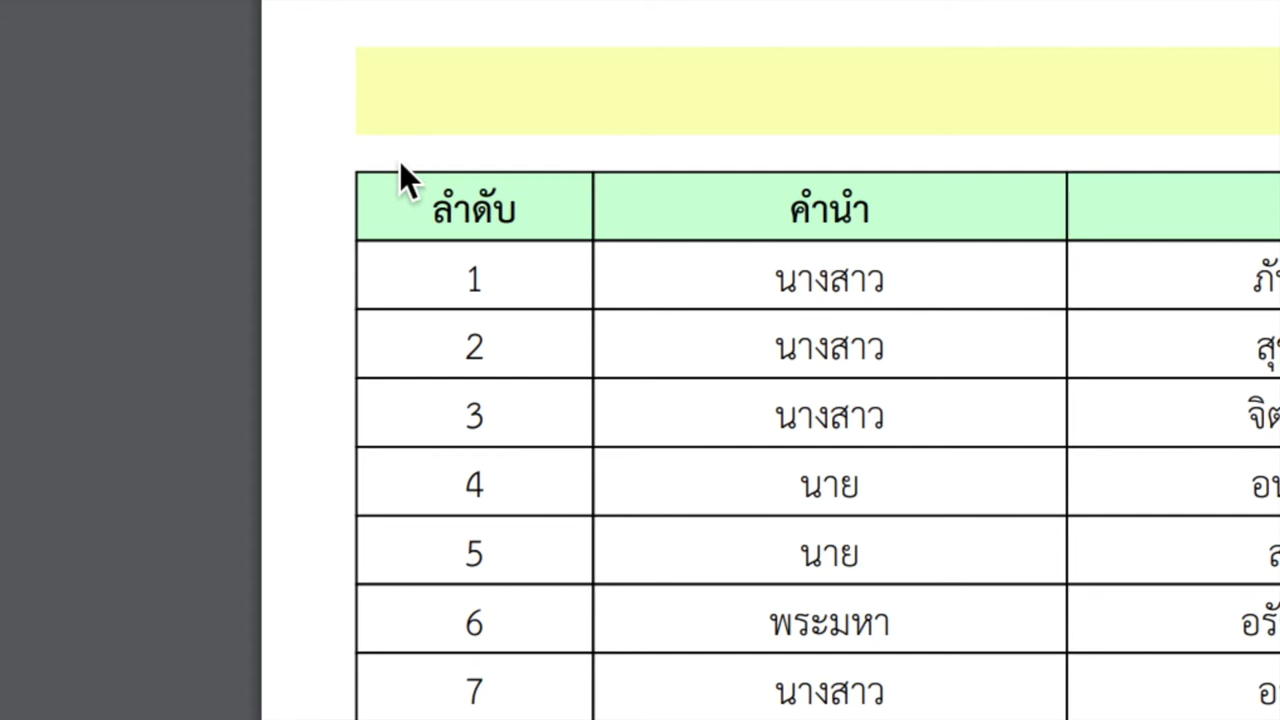 ลำดับ คำนำ
1 นางสาว
2 นางสาว
3 นางสาว
4 นาย
5 นาย
6 พระมหา
7 นางสาว